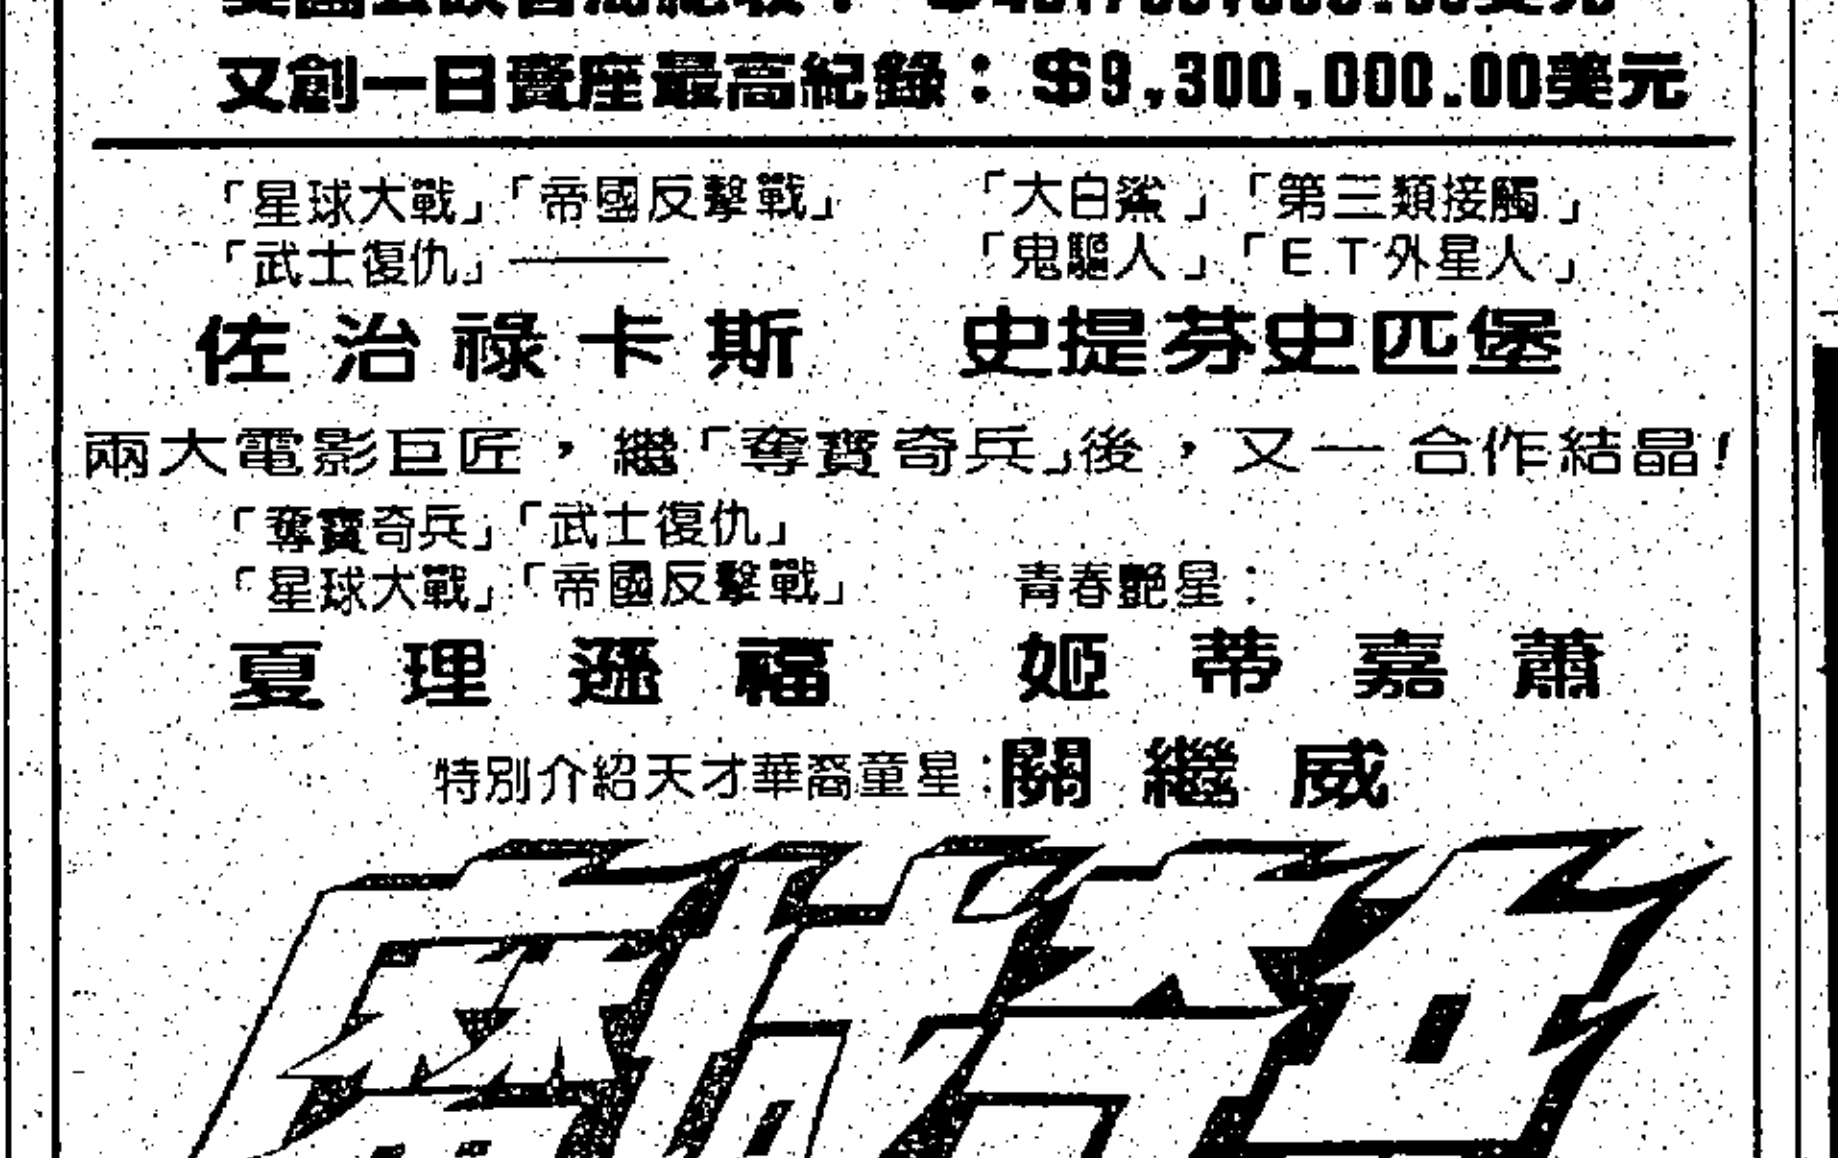 又創一日賣座最高紀錄：$9,300,000.00美元
「星球大戰」「帝國反擊戰」
「武士復仇」——
佐治祿卡斯
「大白鯊」「第三類接觸」
「鬼驅人」「E.T外星人」
史提芬史匹堡
兩大電影巨匠，繼「奪寶奇兵」後，又一合作結晶！
「奪寶奇兵」「武士復仇」
「星球大戰」「帝國反擊戰」
夏理遜福
青春艷星：
姬蒂嘉蕭
特別介紹天才華裔童星：關繼威